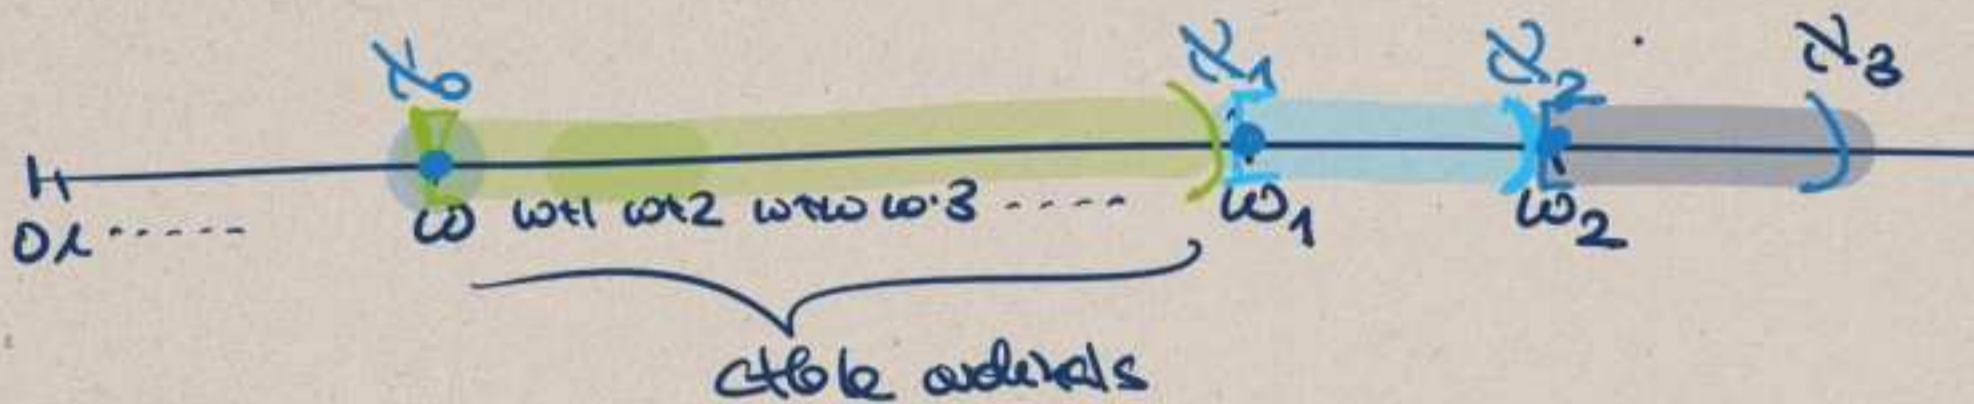 ℵ₀ ℵ₁ ℵ₂ ℵ₃
0 1 ..... ω ω+1 ω+2 ω+ω ω·3 ..... ω₁ ω₂
ctble ordinals